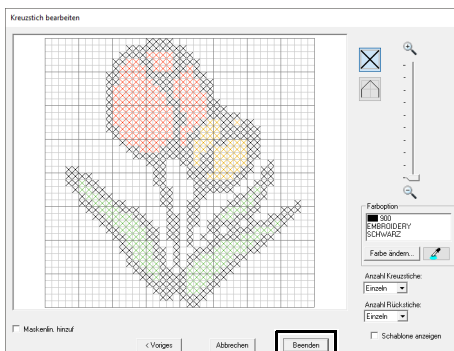 Kreuzstich bearbeiten
Farboption
900
EMBROIDERY
SCHWARZ
Farbe ändern...
Anzahl Kreuzstiche:
Einzeln
Anzahl Rückstiche:
Einzeln
Maskenlin. hinzuf
Schablone anzeigen
< Voriges Abbrechen Beenden